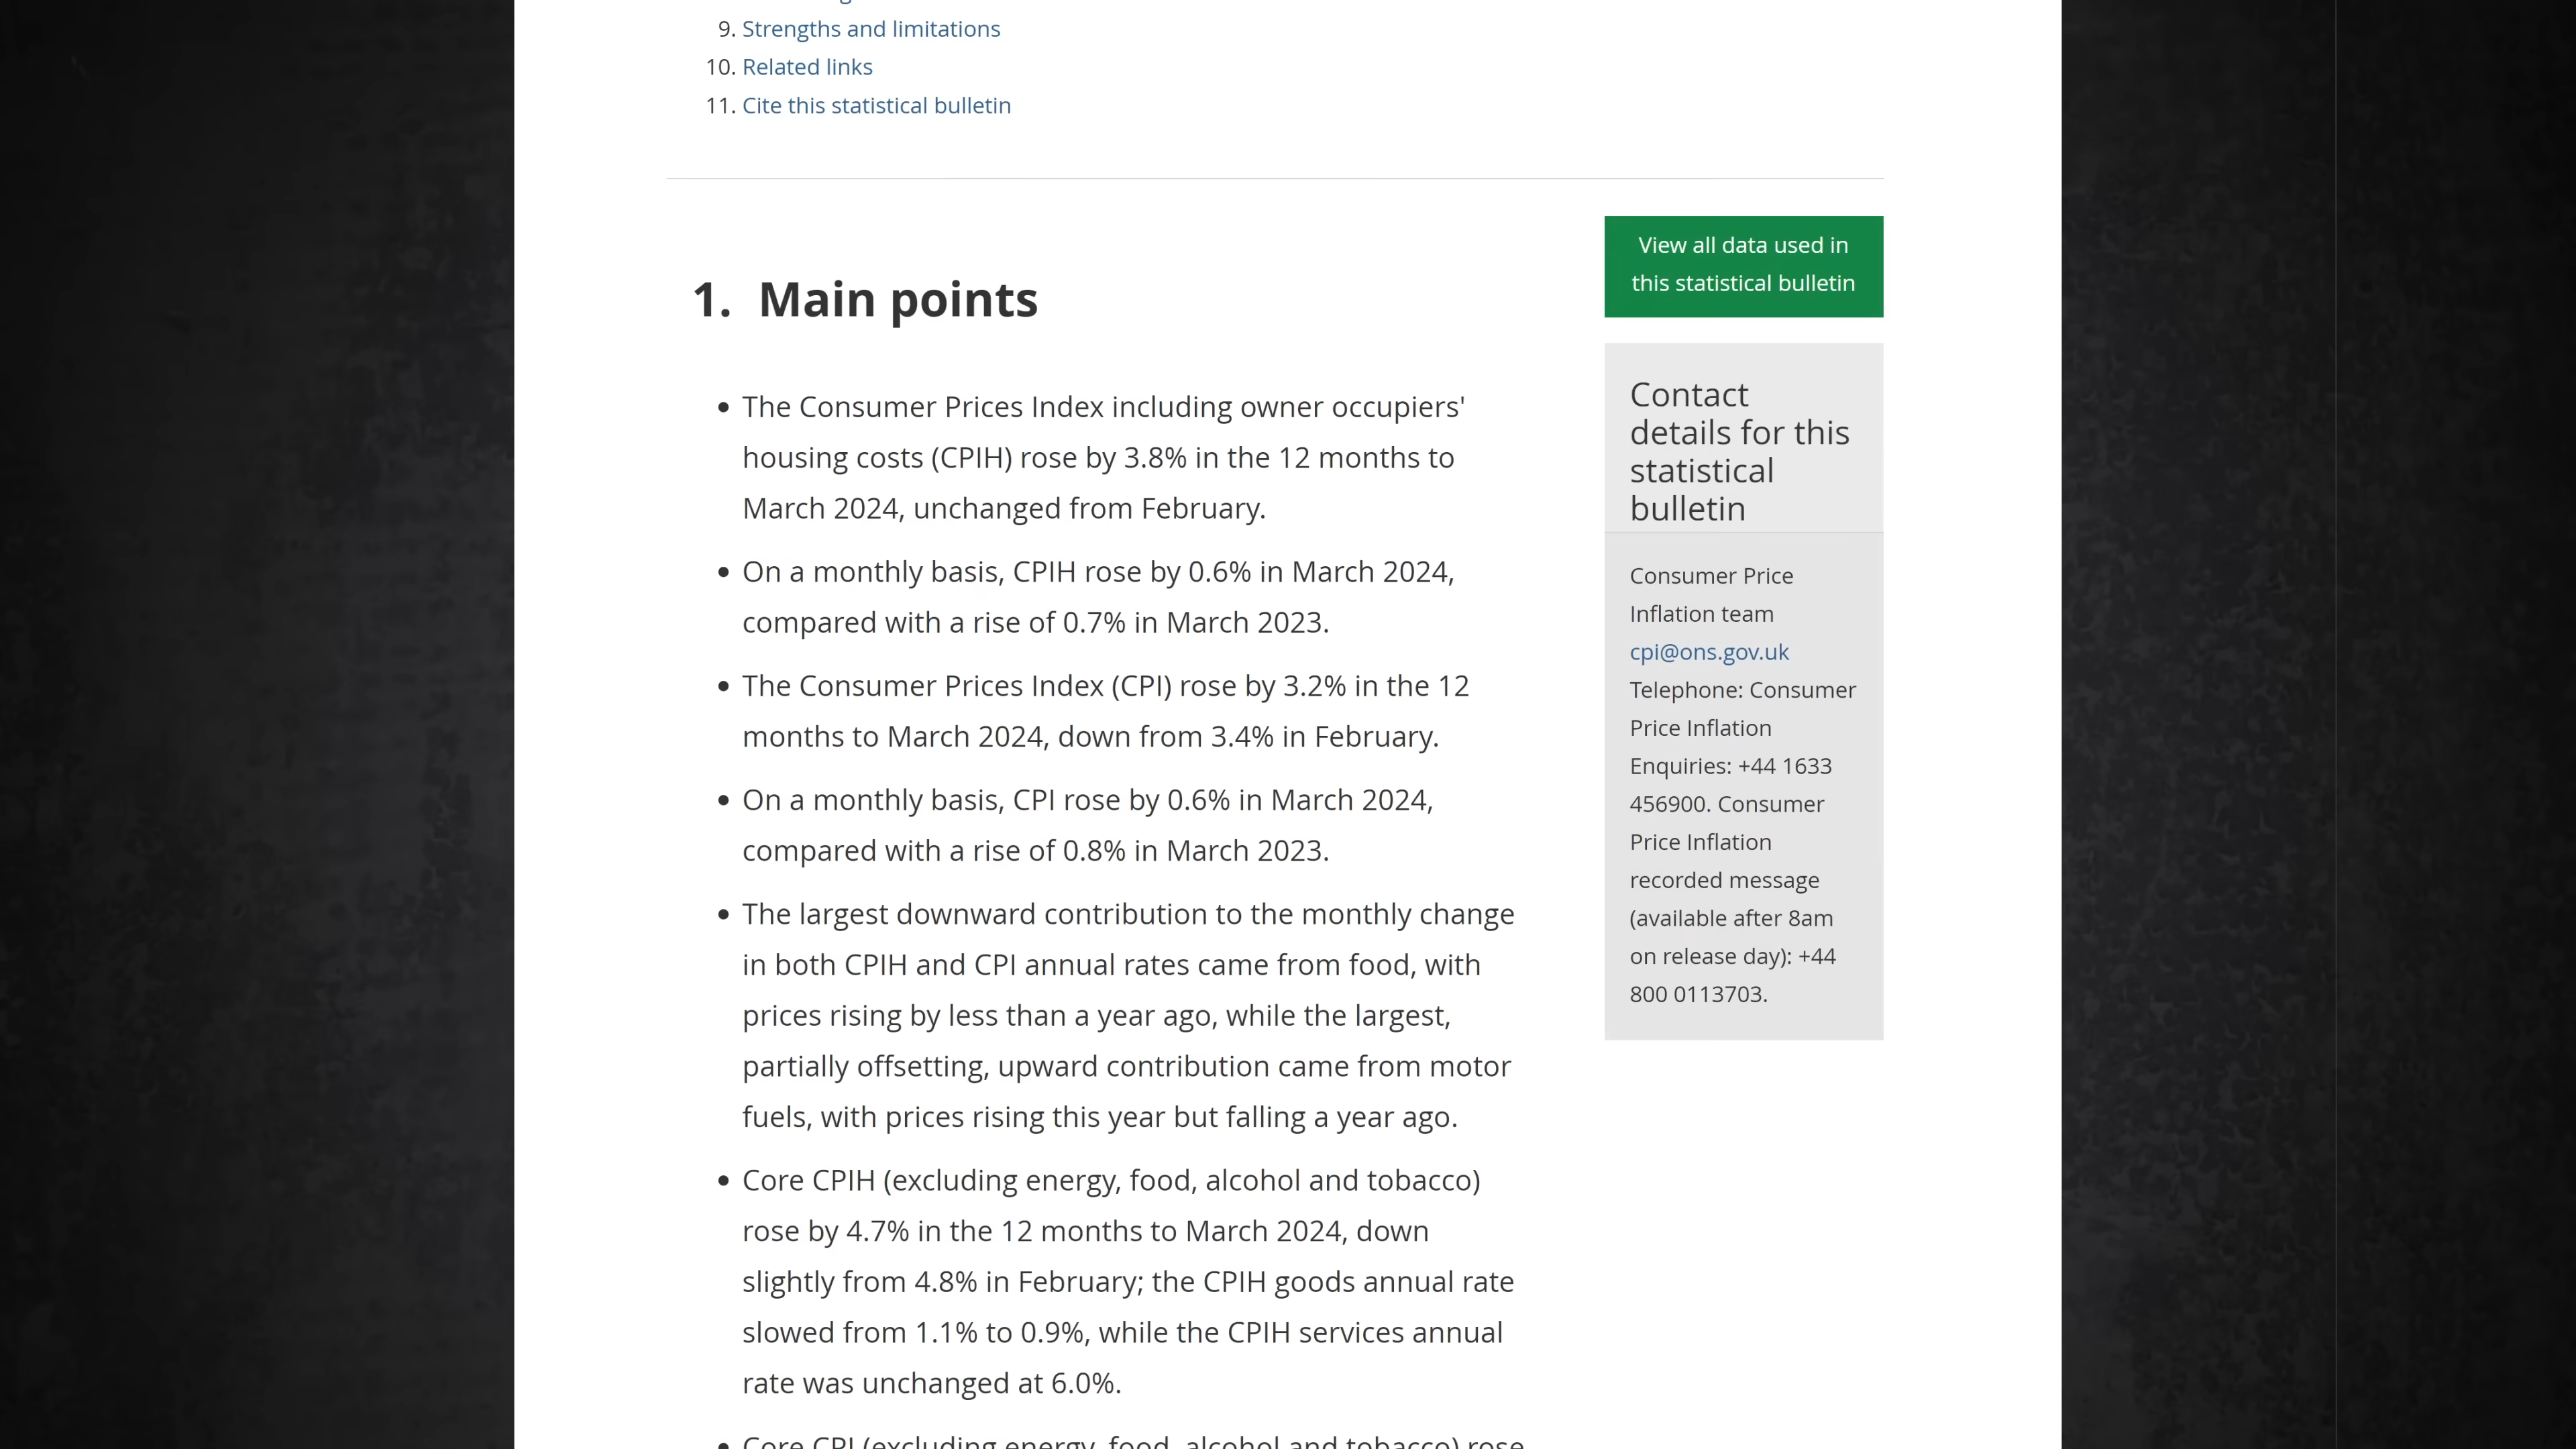 9. Strengths and limitations
10. Related links
11. Cite this statistical bulletin
1. Main points
The Consumer Prices Index including owner occupiers'
housing costs (CPIH) rose by 3.8% in the 12 months to
March 2024, unchanged from February.
On a monthly basis, CPIH rose by 0.6% in March 2024,
compared with a rise of 0.7% in March 2023.
The Consumer Prices Index (CPI) rose by 3.2% in the 12
months to March 2024, down from 3.4% in February.
On a monthly basis, CPI rose by 0.6% in March 2024,
compared with a rise of 0.8% in March 2023.
The largest downward contribution to the monthly change
in both CPIH and CPI annual rates came from food, with
prices rising by less than a year ago, while the largest,
partially offsetting, upward contribution came from motor
fuels, with prices rising this year but falling a year ago.
Core CPIH (excluding energy, food, alcohol and tobacco)
rose by 4.7% in the 12 months to March 2024, down
slightly from 4.8% in February; the CPIH goods annual rate
slowed from 1.1% to 0.9%, while the CPIH services annual
rate was unchanged at 6.0%.
Core CPI (excluding energy, food, alcohol and tobacco) rose
View all data used in
this statistical bulletin
Contact
details for this
statistical
bulletin
Consumer Price
Inflation team
cpi@ons.gov.uk
Telephone: Consumer
Price Inflation
Enquiries: +44 1633
456900. Consumer
Price Inflation
recorded message
(available after 8am
on release day): +44
800 0113703.